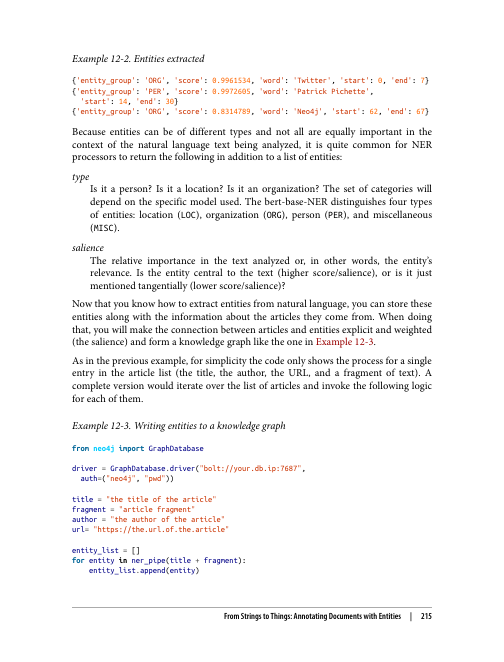 Example 12-2. Entities extracted
{'entity_group': 'ORG', 'score': 0.9961534, 'word': 'Twitter', 'start': 0, 'end': 7}
{'entity_group': 'PER', 'score': 0.9972605, 'word': 'Patrick Pichette',
  'start': 14, 'end': 30}
{'entity_group': 'ORG', 'score': 0.8314789, 'word': 'Neo4j', 'start': 62, 'end': 67}
Because entities can be of different types and not all are equally important in the
context of the natural language text being analyzed, it is quite common for NER
processors to return the following in addition to a list of entities:
type
Is it a person? Is it a location? Is it an organization? The set of categories will
depend on the specific model used. The bert-base-NER distinguishes four types
of entities: location (LOC), organization (ORG), person (PER), and miscellaneous
(MISC).
salience
The relative importance in the text analyzed or, in other words, the entity's
relevance. Is the entity central to the text (higher score/salience), or is it just
mentioned tangentially (lower score/salience)?
Now that you know how to extract entities from natural language, you can store these
entities along with the information about the articles they come from. When doing
that, you will make the connection between articles and entities explicit and weighted
(the salience) and form a knowledge graph like the one in Example 12-3.
As in the previous example, for simplicity the code only shows the process for a single
entry in the article list (the title, the author, the URL, and a fragment of text). A
complete version would iterate over the list of articles and invoke the following logic
for each of them.
Example 12-3. Writing entities to a knowledge graph
from neo4j import GraphDatabase
driver = GraphDatabase.driver("bolt://your.db.ip:7687",
  auth=("neo4j", "pwd"))
title = "the title of the article"
fragment = "article fragment"
author = "the author of the article"
url= "https://the.url.of.the.article"
entity_list = []
for entity in ner_pipe(title + fragment):
    entity_list.append(entity)
From Strings to Things: Annotating Documents with Entities | 215